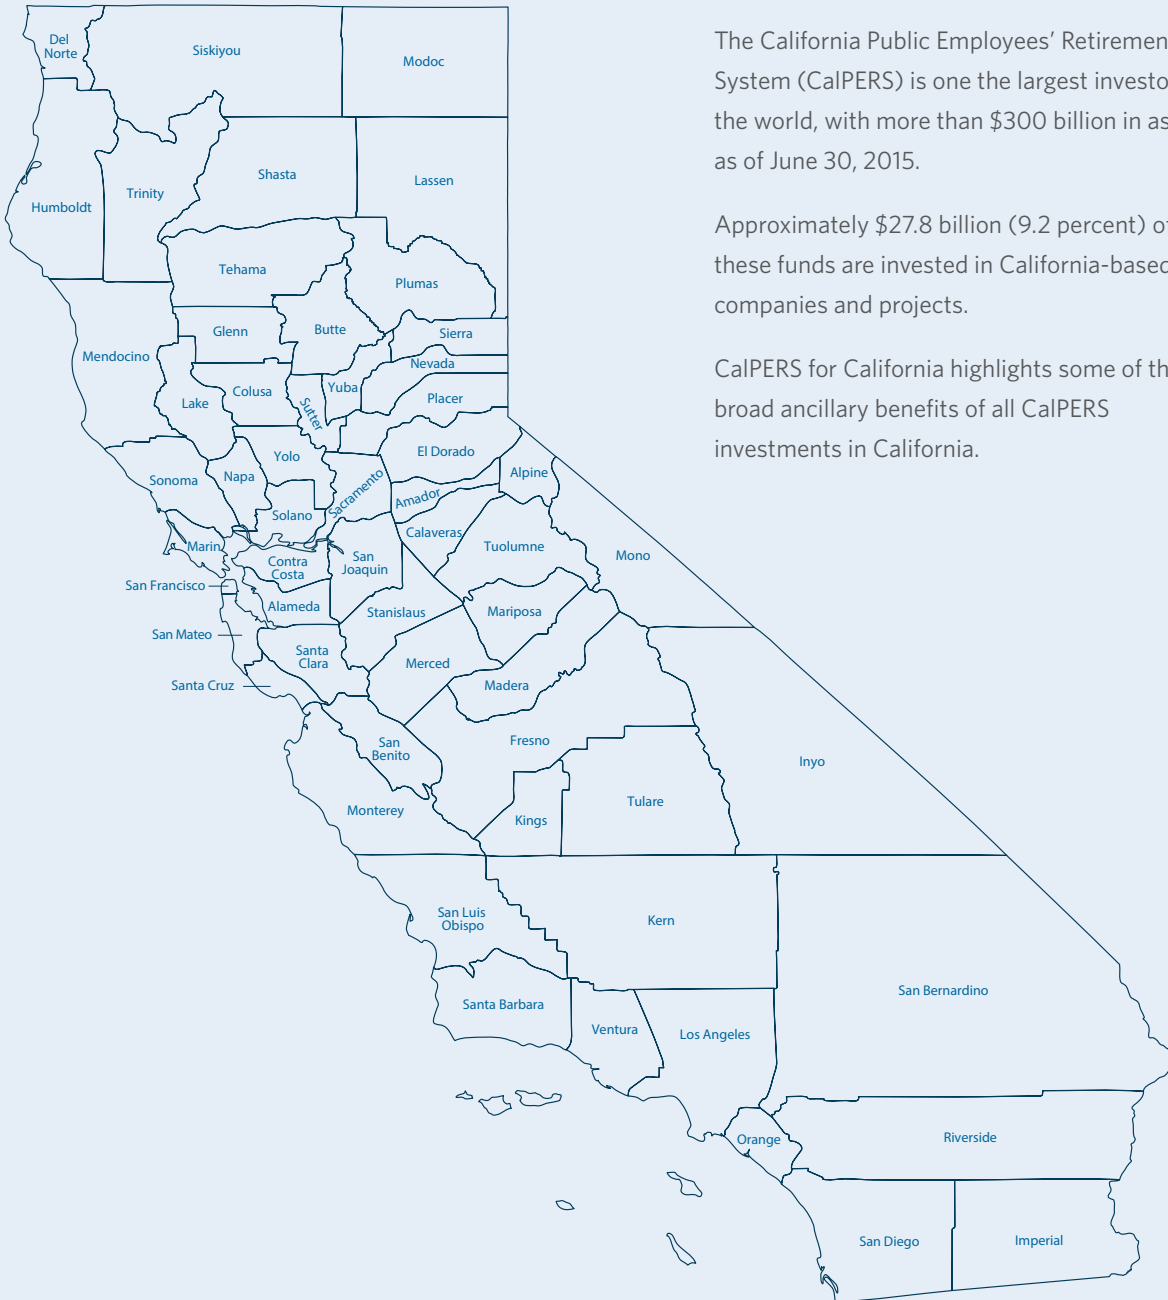 The California Public Employees’ Retiremen
System (CalPERS) is one the largest investo
the world, with more than $300 billion in as
as of June 30, 2015.
Approximately $27.8 billion (9.2 percent) o
these funds are invested in California-based
companies and projects.
CalPERS for California highlights some of th
broad ancillary benefits of all CalPERS
investments in California.
Del
Norte
Siskiyou
Modoc
Humboldt
Trinity
Shasta
Lassen
Tehama
Plumas
Mendocino
Glenn
Butte
Sierra
Nevada
Lake
Colusa
Sutter
Yuba
Placer
Sonoma
Napa
Yolo
El Dorado
Sacramento
Amador
Alpine
Solano
Calaveras
Marin
Contra
Costa
San
Joaquin
Tuolumne
Mono
San Francisco
Alameda
Stanislaus
Mariposa
San Mateo
Santa
Clara
Merced
Santa Cruz
Madera
San
Benito
Fresno
Inyo
Monterey
Kings
Tulare
San Luis
Obispo
Kern
San Bernardino
Santa Barbara
Ventura
Los Angeles
Orange
Riverside
San Diego
Imperial